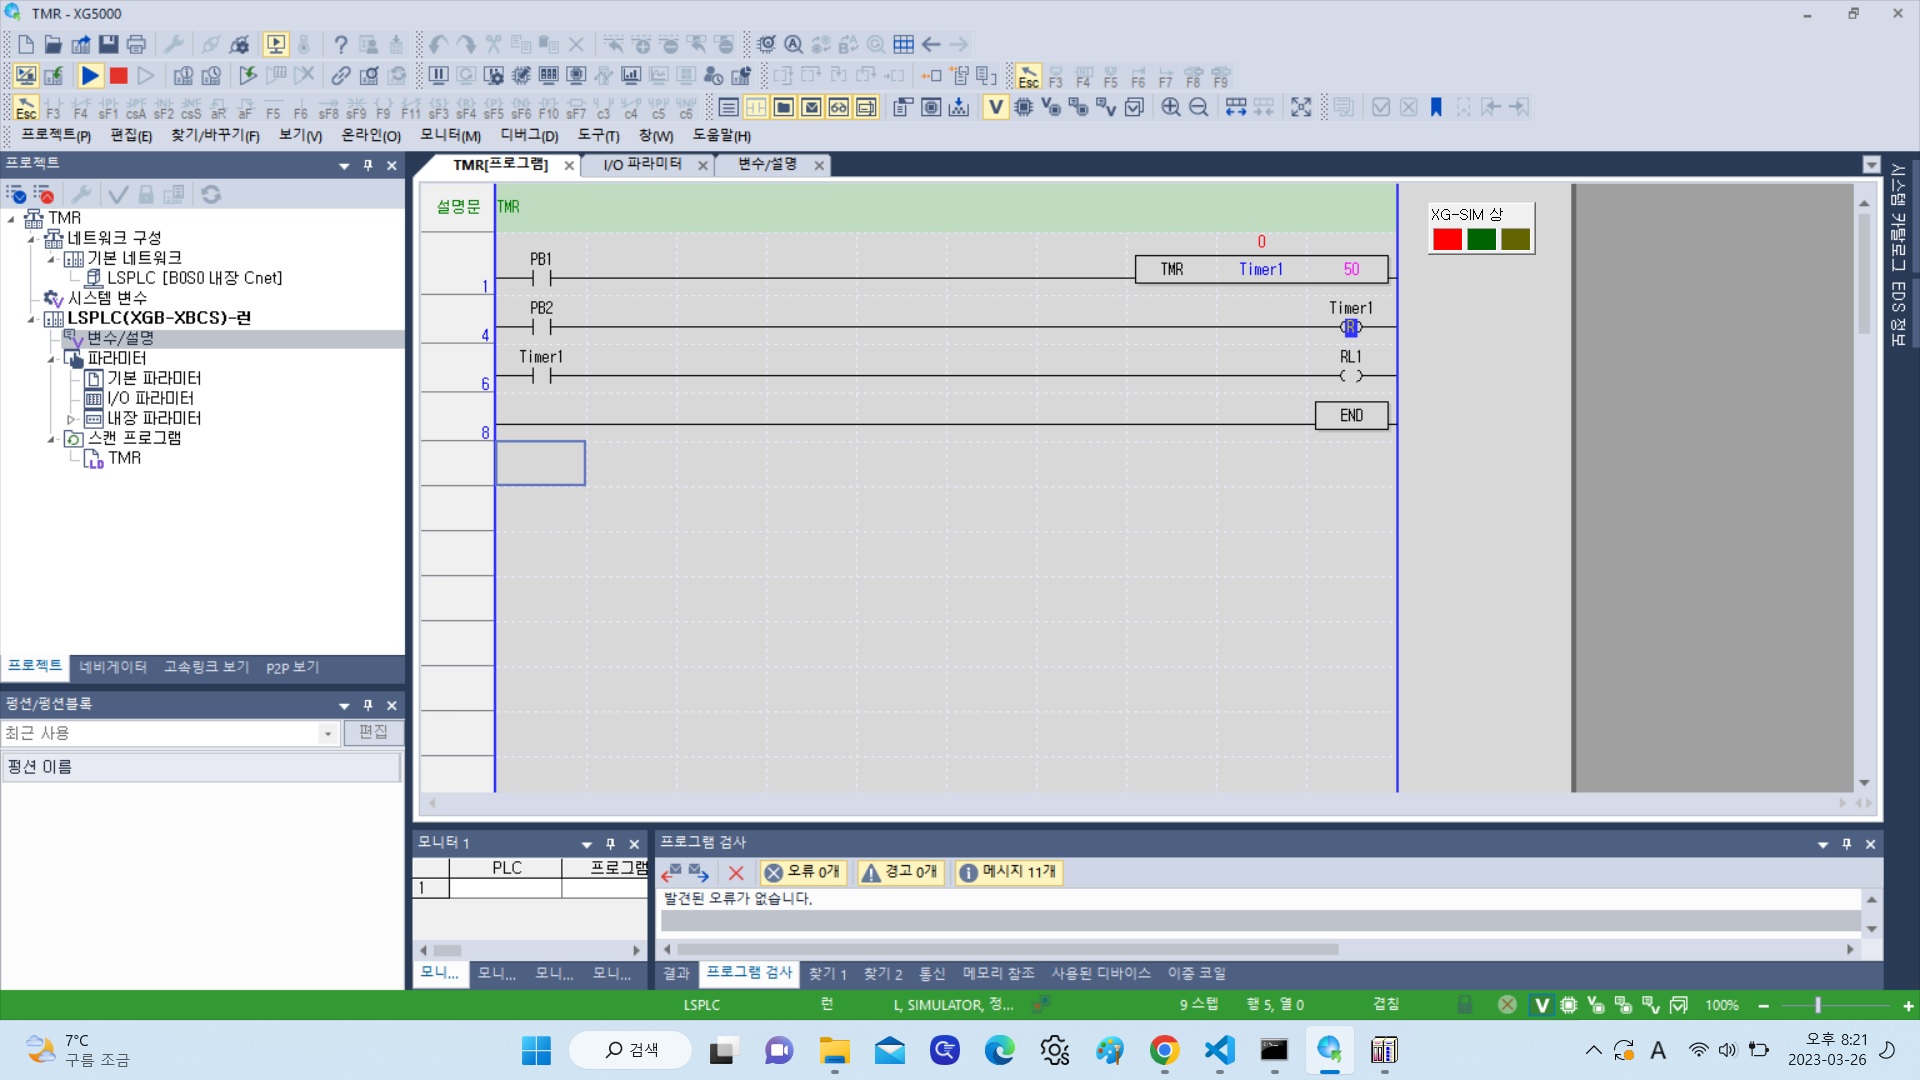 TMR - XG5000
Esc F3 F4 F5 F6 F7 F8 F9
Esc F3 F4 sF1 csA sF2 csS aR aF F5 F6 sF8 sF9 F9 F11 sF3 sF4 sF5 sF6 F10 sF7 c3 c4 c5 c6
프로젝트(P) 편집(E) 찾기/바꾸기(F) 보기(V) 온라인(O) 모니터(M) 디버그(D) 도구(T) 창(W) 도움말(H)
프로젝트
TMR
네트워크 구성
기본 네트워크
LSPLC [B0S0 내장 Cnet]
시스템 변수
LSPLC(XGB-XBCS)-런
변수/설명
파라미터
기본 파라미터
I/O 파라미터
내장 파라미터
스캔 프로그램
TMR
프로젝트 네비게이터 고속링크 보기 P2P 보기
펑션/펑션블록
최근 사용 편집
펑션 이름
TMR[프로그램] I/O 파라미터 변수/설명
설명문 TMR
0
PB1 TMR Timer1 50
1
PB2 Timer1
R
4
Timer1 RL1
6
END
8
XG-SIM 상
시스템 카탈로그
EDS 정보
모니터 1
PLC 프로그램
1
모니... 모니... 모니... 모니...
프로그램 검사
오류 0개 경고 0개 메시지 11개
발견된 오류가 없습니다.
결과 프로그램 검사 찾기 1 찾기 2 통신 메모리 참조 사용된 디바이스 이중 코일
LSPLC 런 L, SIMULATOR, 정... 9 스텝 행 5, 열 0 겹침 100%
7°C
구름 조금
검색
A
오후 8:21
2023-03-26